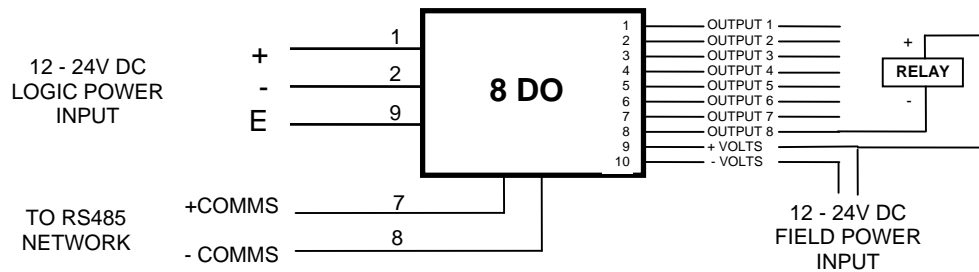 12 - 24V DC
LOGIC POWER
INPUT
+
1
-
2
E
9
8 DO
1
OUTPUT 1
2
OUTPUT 2
3
OUTPUT 3
4
OUTPUT 4
5
OUTPUT 5
6
OUTPUT 6
7
OUTPUT 7
8
OUTPUT 8
9
+ VOLTS
10
- VOLTS
+
RELAY
-
TO RS485
NETWORK
+COMMS
7
- COMMS
8
12 - 24V DC
FIELD POWER
INPUT